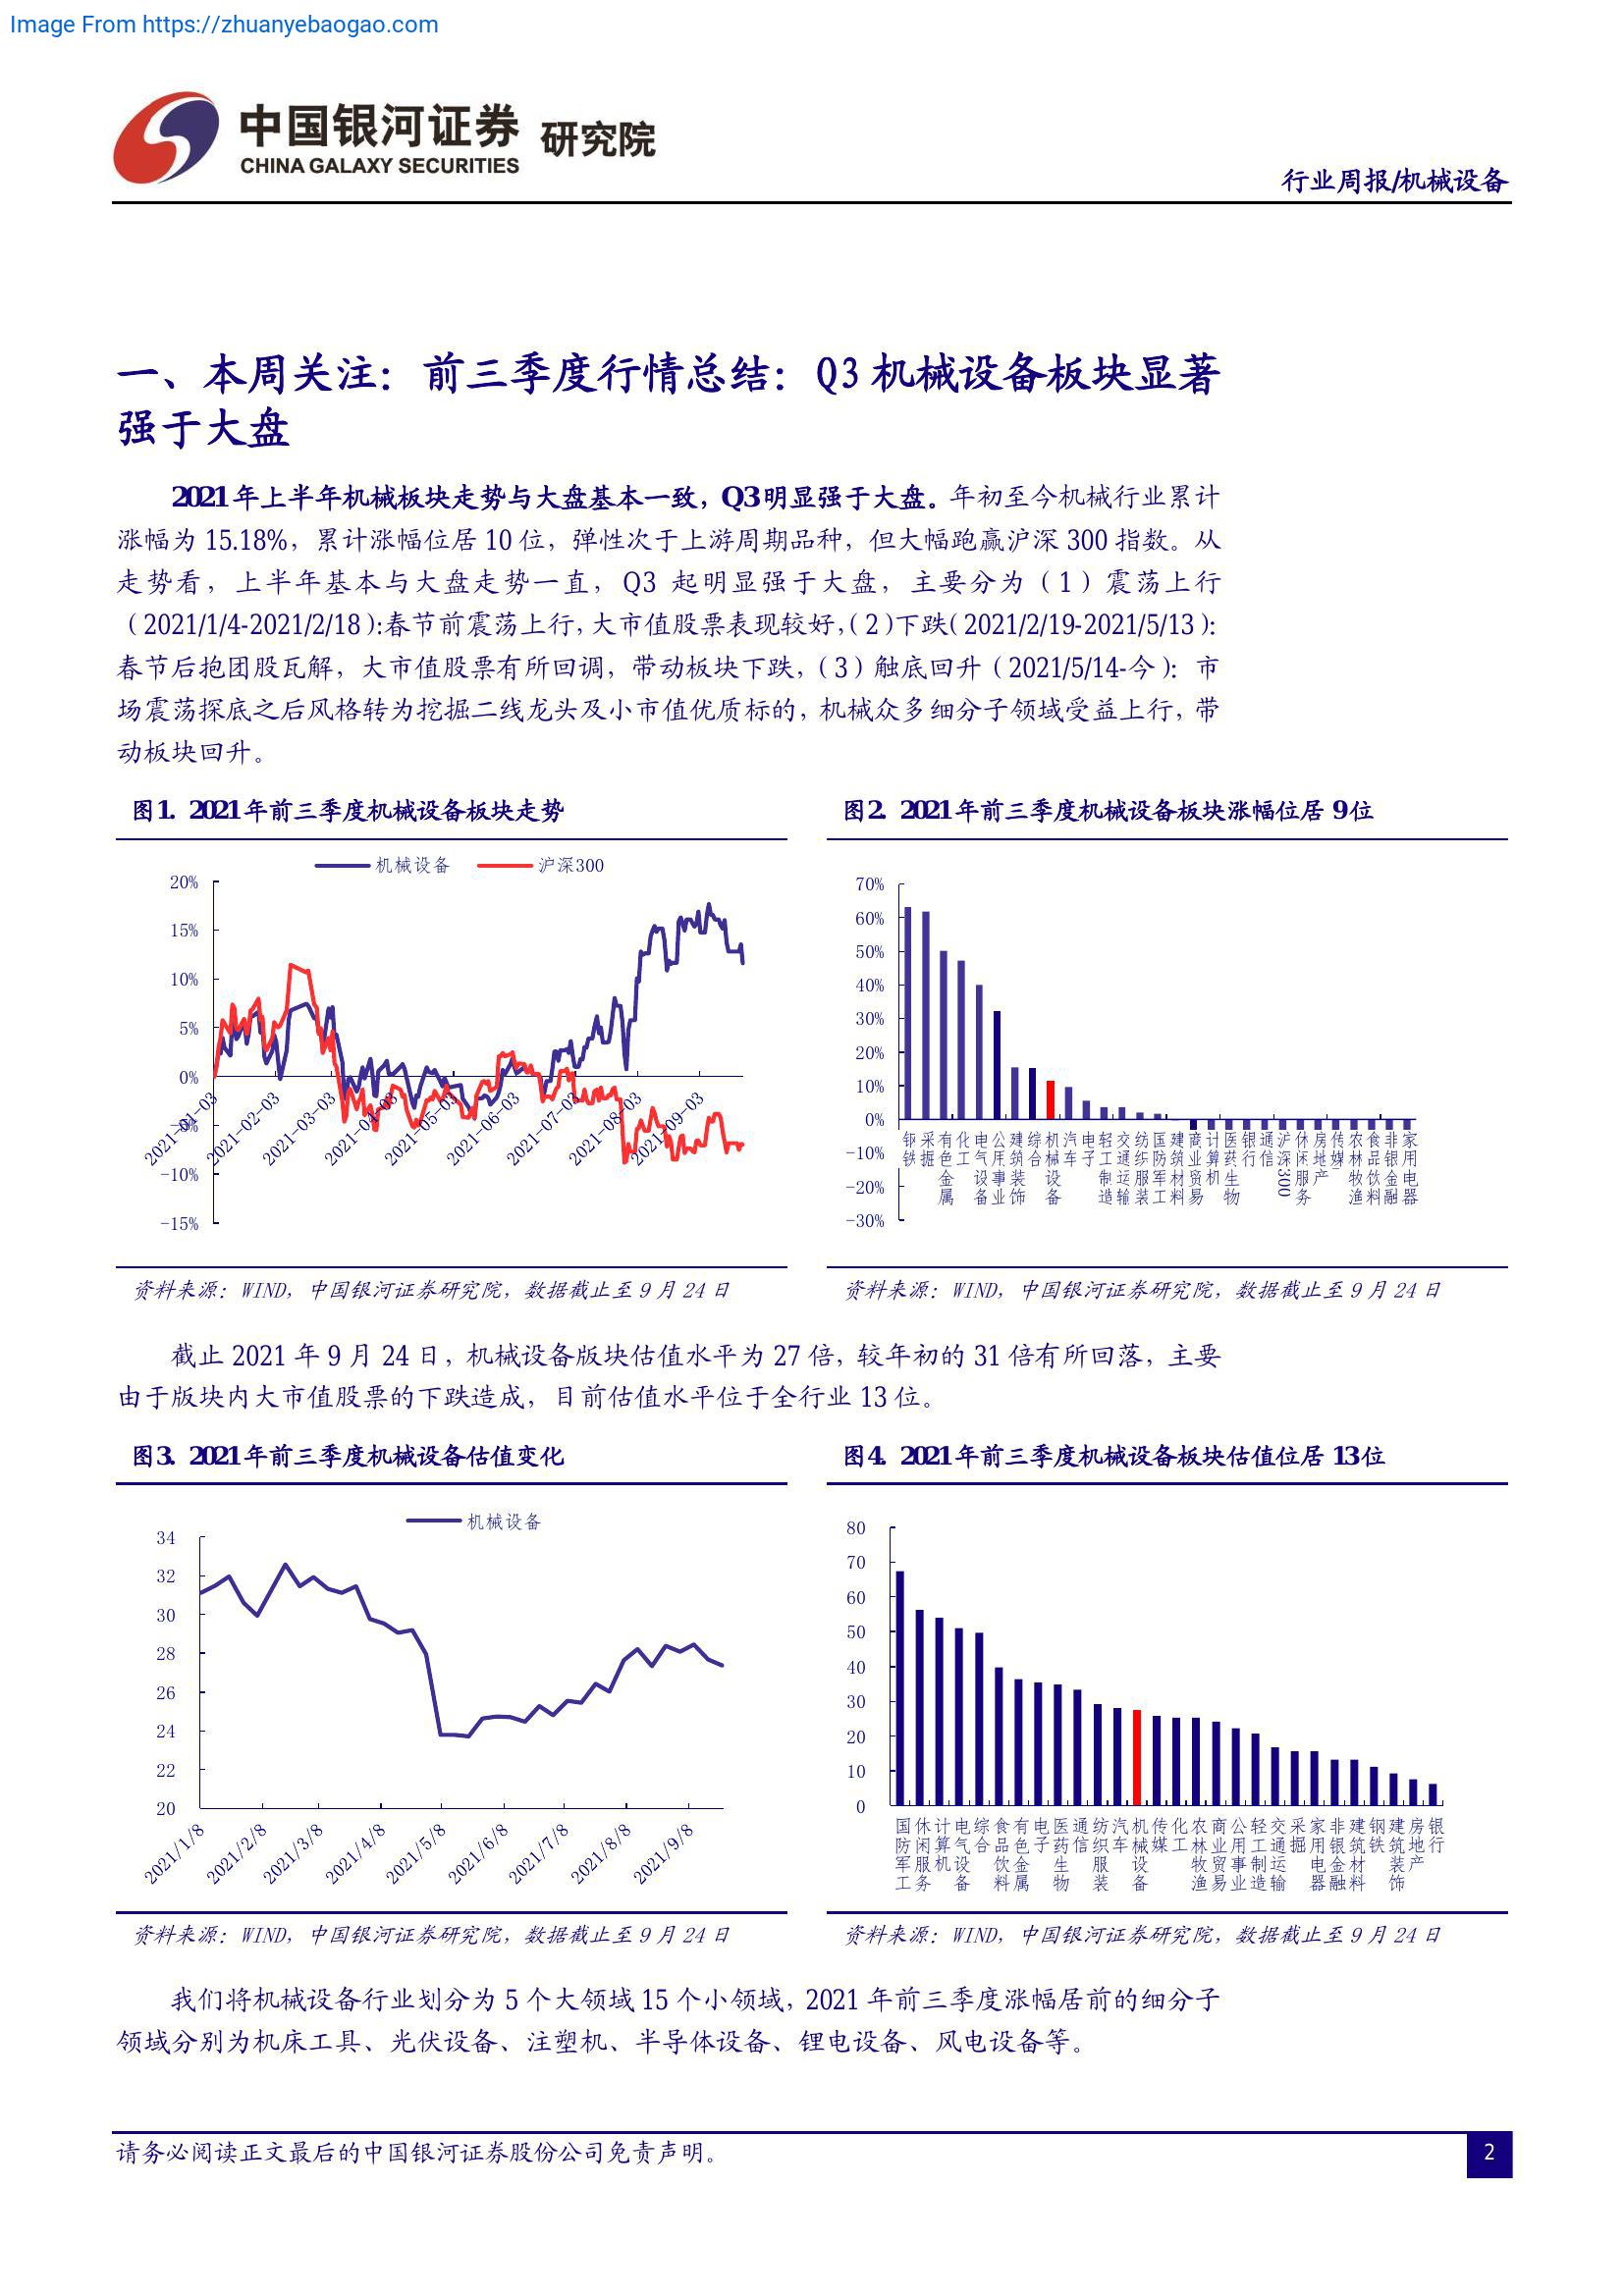 Image From https://zhuanyebaogao.com
中国银河证券 研究院
CHINA GALAXY SECURITIES
行业周报/机械设备
一、本周关注：前三季度行情总结：Q3 机械设备板块显著
强于大盘
2021 年上半年机械板块走势与大盘基本一致，Q3 明显强于大盘。年初至今机械行业累计
涨幅为 15.18%，累计涨幅位居 10 位，弹性次于上游周期品种，但大幅跑赢沪深 300 指数。从
走势看，上半年基本与大盘走势一直，Q3 起明显强于大盘，主要分为（1）震荡上行
（2021/1/4-2021/2/18）:春节前震荡上行，大市值股票表现较好，（2）下跌（2021/2/19-2021/5/13）：
春节后抱团股瓦解，大市值股票有所回调，带动板块下跌，（3）触底回升（2021/5/14-今）：市
场震荡探底之后风格转为挖掘二线龙头及小市值优质标的，机械众多细分子领域受益上行，带
动板块回升。
图1. 2021 年前三季度机械设备板块走势
机械设备 沪深300
20%
15%
10%
5%
0%
-5%
-10%
-15%
2021-01-03 2021-02-03 2021-03-03 2021-04-03 2021-05-03 2021-06-03 2021-07-03 2021-08-03 2021-09-03
资料来源：WIND，中国银河证券研究院，数据截止至 9 月 24 日
图2. 2021 年前三季度机械设备板块涨幅位居 9 位
70%
60%
50%
40%
30%
20%
10%
0%
-10%
-20%
-30%
钢铁 采掘 有色金属 化工 电气设备 公用事业 建筑装饰 综合 机械设备 汽车 电子 轻工制造 交通运输 纺织服装 国防军工 建筑材料 商业贸易 计算机 医药生物 银行 通信 沪深300 休闲服务 房地产 传媒 农林牧渔 食品饮料 非银金融 家用电器
资料来源：WIND，中国银河证券研究院，数据截止至 9 月 24 日
截止 2021 年 9 月 24 日，机械设备版块估值水平为 27 倍，较年初的 31 倍有所回落，主要
由于版块内大市值股票的下跌造成，目前估值水平位于全行业 13 位。
图3. 2021 年前三季度机械设备估值变化
机械设备
34
32
30
28
26
24
22
20
2021/1/8 2021/2/8 2021/3/8 2021/4/8 2021/5/8 2021/6/8 2021/7/8 2021/8/8 2021/9/8
资料来源：WIND，中国银河证券研究院，数据截止至 9 月 24 日
图4. 2021 年前三季度机械设备板块估值位居 13 位
80
70
60
50
40
30
20
10
0
国防军工 休闲服务 计算机 电气设备 综合 食品饮料 有色金属 电子 医药生物 通信 纺织服装 汽车 机械设备 传媒 化工 农林牧渔 商业贸易 公用事业 轻工制造 交通运输 采掘 家用电器 非银金融 建筑材料 钢铁 建筑装饰 房地产 银行
资料来源：WIND，中国银河证券研究院，数据截止至 9 月 24 日
我们将机械设备行业划分为 5 个大领域 15 个小领域，2021 年前三季度涨幅居前的细分子
领域分别为机床工具、光伏设备、注塑机、半导体设备、锂电设备、风电设备等。
请务必阅读正文最后的中国银河证券股份公司免责声明。
2